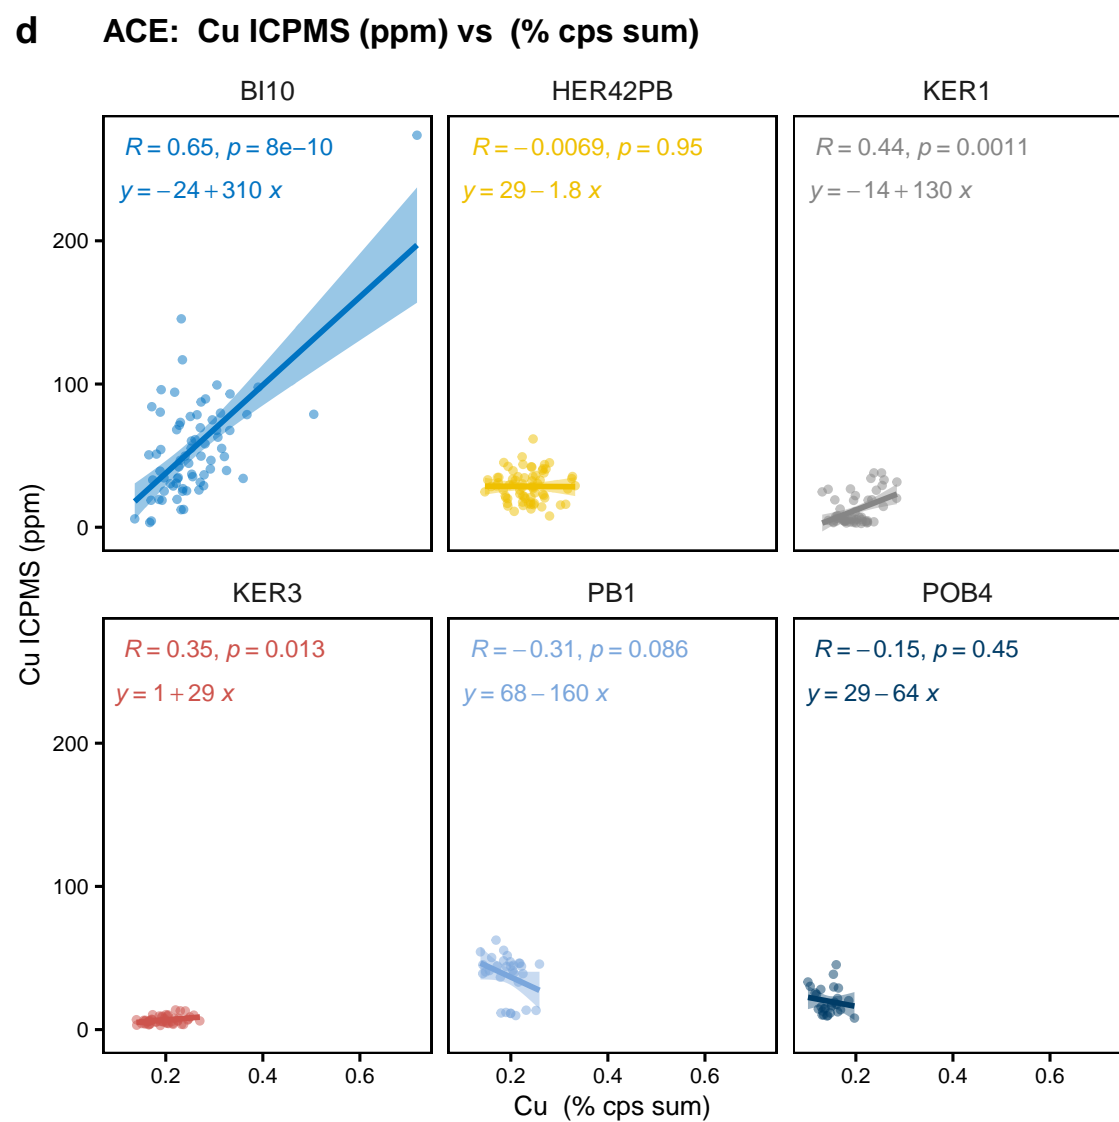 d ACE: Cu ICPMS (ppm) vs (% cps sum)
BI10 HER42PB KER1
R = 0.65, p = 8e−10 R = −0.0069, p = 0.95 R = 0.44, p = 0.0011
y = −24 + 310 x y = 29 − 1.8 x y = −14 + 130 x
200
100
0
Cu ICPMS (ppm)
KER3 PB1 POB4
R = 0.35, p = 0.013 R = −0.31, p = 0.086 R = −0.15, p = 0.45
y = 1 + 29 x y = 68 − 160 x y = 29 − 64 x
200
100
0
0.2 0.4 0.6 0.2 0.4 0.6 0.2 0.4 0.6
Cu (% cps sum)